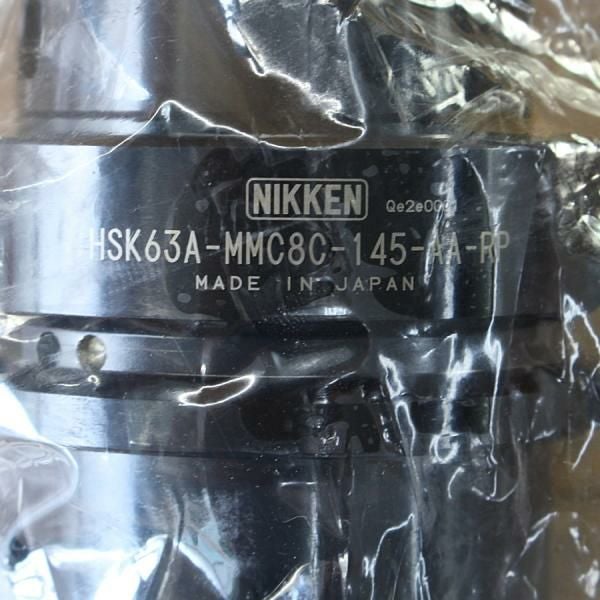 NIKKEN
HSK63A-MMC8C-145-AA-RP
MADE IN JAPAN